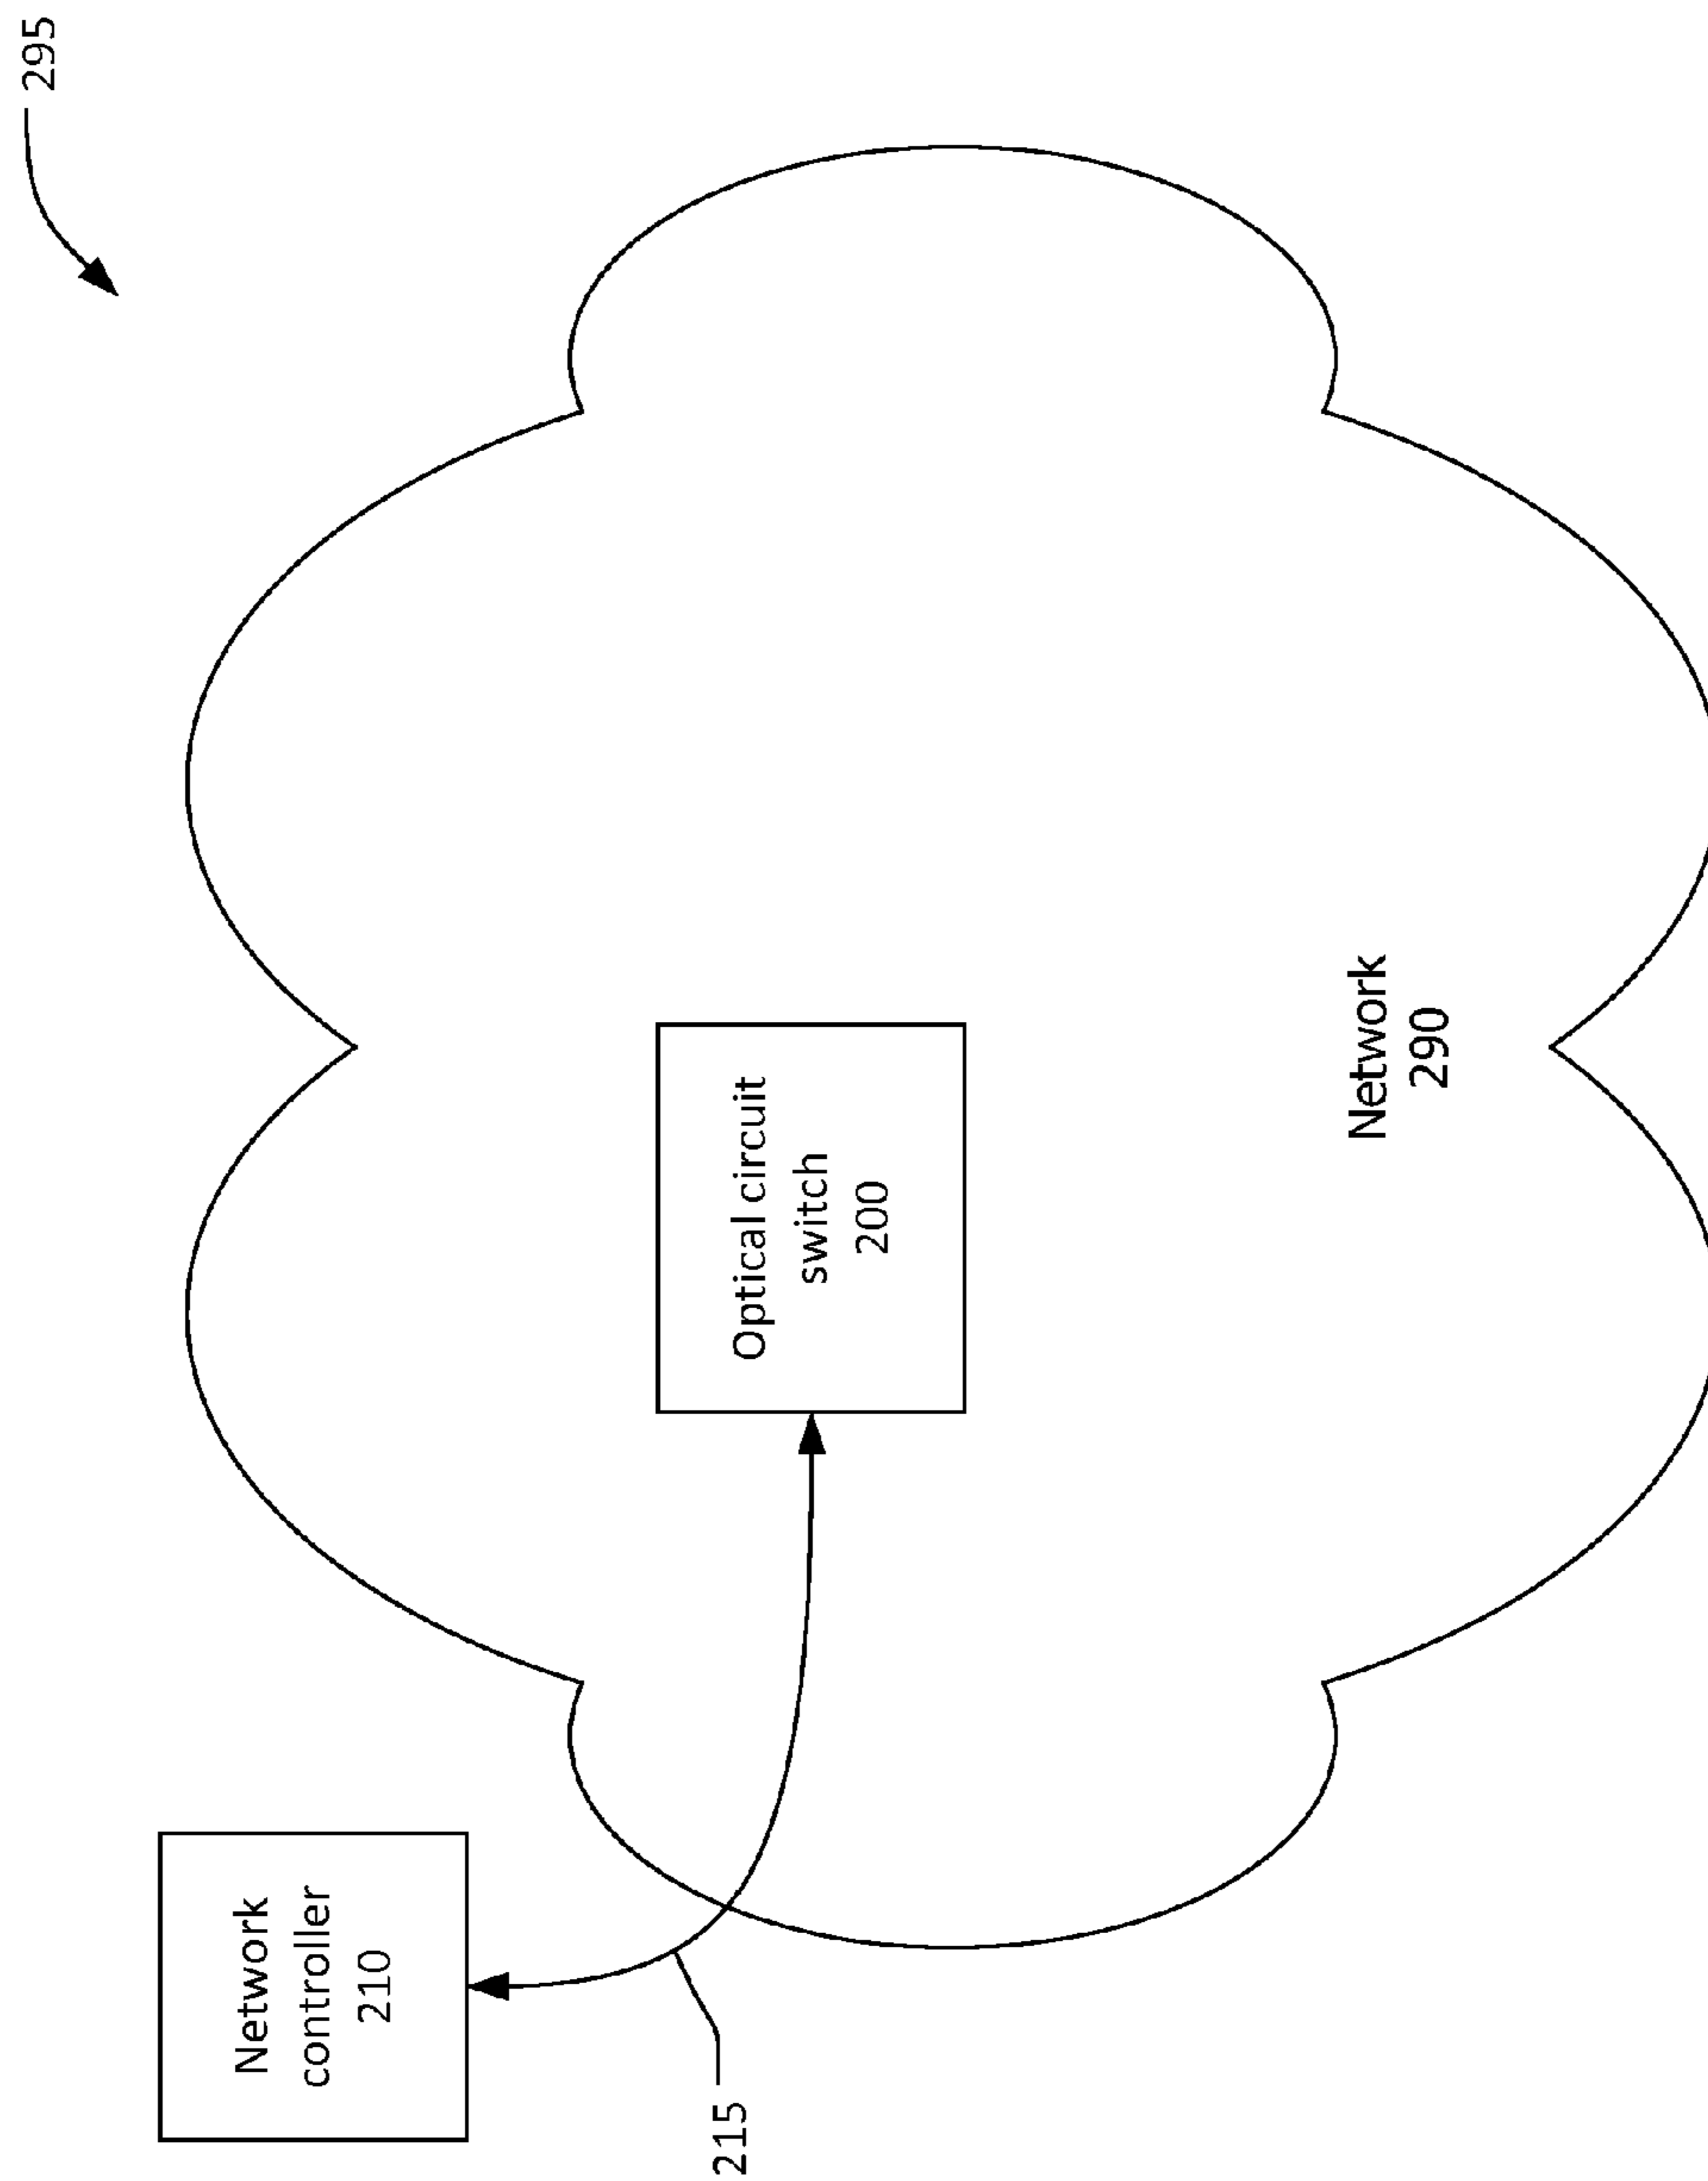 295
Network
controller
210
215
Optical circuit
switch
200
Network
290